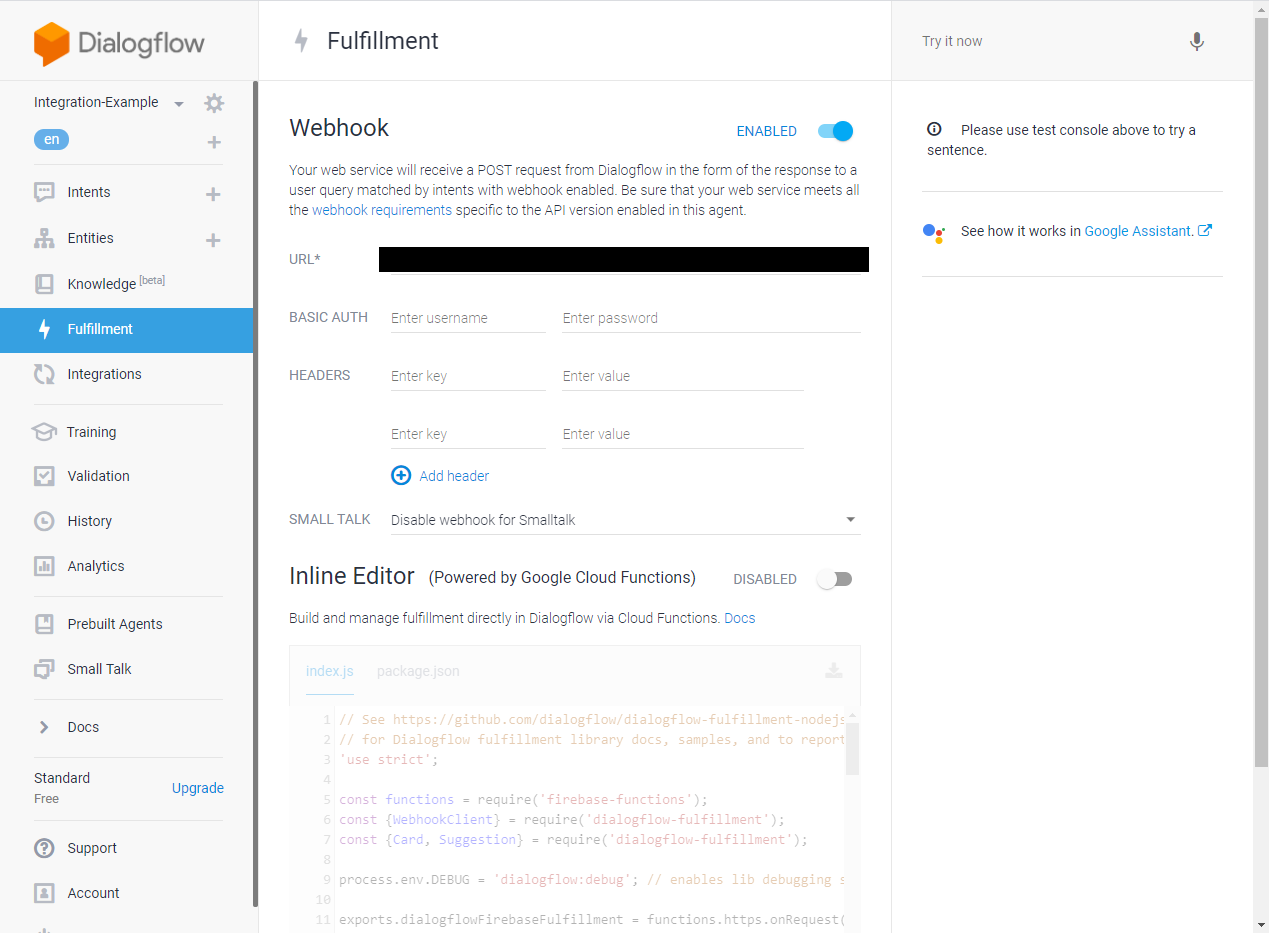 Dialogflow
Integration-Example
en
Intents
Entities
Knowledge [beta]
Fulfillment
Integrations
Training
Validation
History
Analytics
Prebuilt Agents
Small Talk
Docs
Standard
Free
Upgrade
Support
Account
Fulfillment
Webhook
ENABLED
Your web service will receive a POST request from Dialogflow in the form of the response to a
user query matched by intents with webhook enabled. Be sure that your web service meets all
the webhook requirements specific to the API version enabled in this agent.
URL*
BASIC AUTH Enter username Enter password
HEADERS Enter key Enter value
Enter key Enter value
Add header
SMALL TALK Disable webhook for Smalltalk
Inline Editor (Powered by Google Cloud Functions) DISABLED
Build and manage fulfillment directly in Dialogflow via Cloud Functions. Docs
index.js package.json
1 // See https://github.com/dialogflow/dialogflow-fulfillment-nodejs
2 // for Dialogflow fulfillment library docs, samples, and to report
3 'use strict';
4
5 const functions = require('firebase-functions');
6 const {WebhookClient} = require('dialogflow-fulfillment');
7 const {Card, Suggestion} = require('dialogflow-fulfillment');
8
9 process.env.DEBUG = 'dialogflow:debug'; // enables lib debugging s
10
11 exports.dialogflowFirebaseFulfillment = functions.https.onRequest(
Try it now
Please use test console above to try a
sentence.
See how it works in Google Assistant.